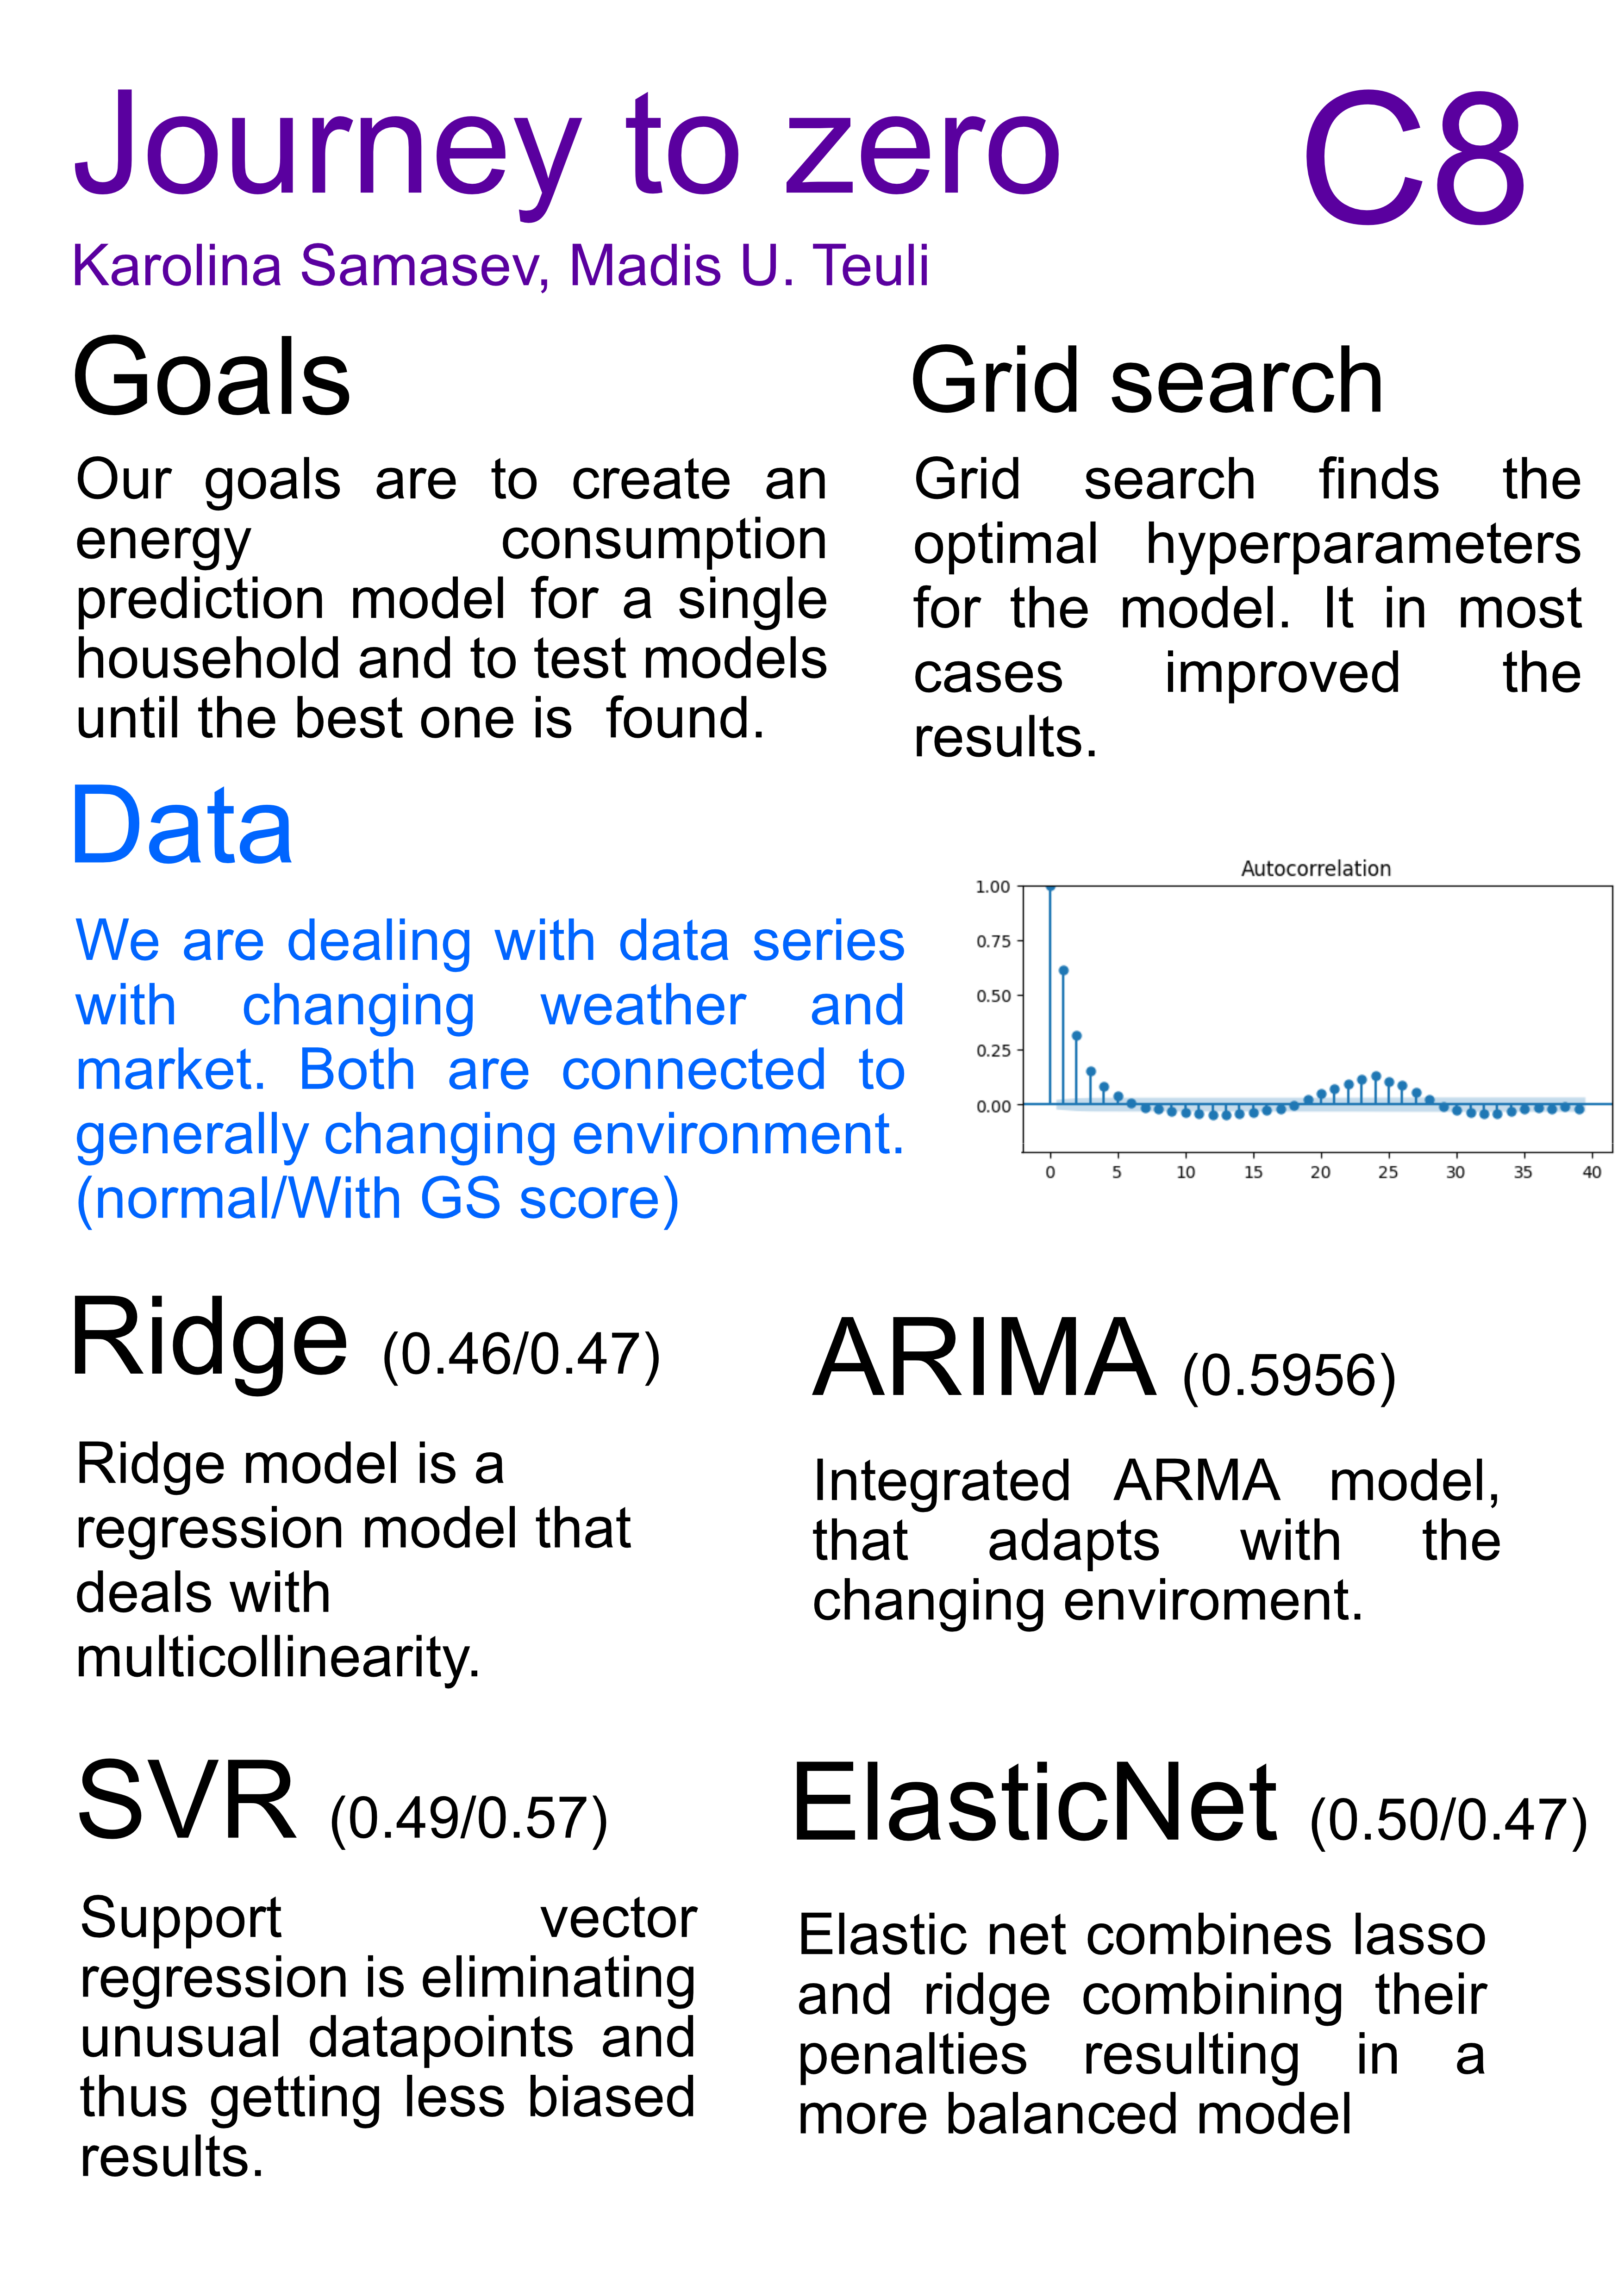 Journey to zero
C8
Karolina Samasev, Madis U. Teuli
Goals
Our goals are to create an
energy consumption
prediction model for a single
household and to test models
until the best one is found.
Grid search
Grid search finds the
optimal hyperparameters
for the model. It in most
cases improved the
results.
Data
We are dealing with data series
with changing weather and
market. Both are connected to
generally changing environment.
(normal/With GS score)
Autocorrelation
1.00
0.75
0.50
0.25
0.00
0 5 10 15 20 25 30 35 40
Ridge (0.46/0.47)
Ridge model is a
regression model that
deals with
multicollinearity.
ARIMA (0.5956)
Integrated ARMA model,
that adapts with the
changing enviroment.
SVR (0.49/0.57)
Support vector
regression is eliminating
unusual datapoints and
thus getting less biased
results.
ElasticNet (0.50/0.47)
Elastic net combines lasso
and ridge combining their
penalties resulting in a
more balanced model